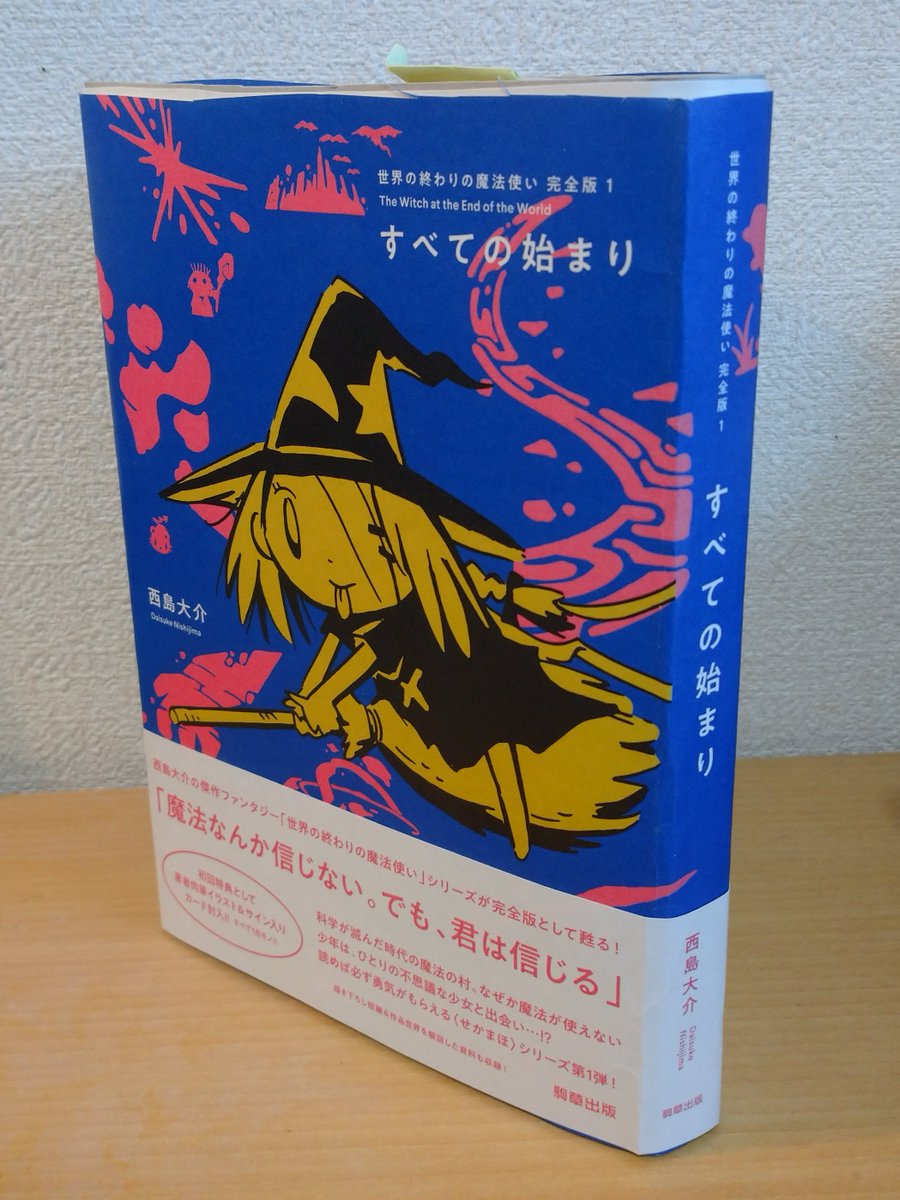 世界の終わりの魔法使い 完全版 1
The Witch at the End of the World
すべての始まり
西島大介
Daisuke Nishijima
西島大介の傑作ファンタジー「世界の終わりの魔法使い」シリーズが完全版として甦る！
「魔法なんか信じない。でも、君は信じる」
初回特典として
著者肉筆イラスト&サイン入り
カード封入!! すべて1点モノ!!
科学が滅んだ時代の魔法の村。なぜか魔法が使えない
少年は、ひとりの不思議な少女と出会い…!?
読めば必ず勇気がもらえる〈せかまほ〉シリーズ第1弾！
描き下ろし短編&作品世界を解説した資料も収録！
駒草出版
世界の終わりの魔法使い 完全版 1
すべての始まり
西島大介
Daisuke
Nishijima
駒草出版